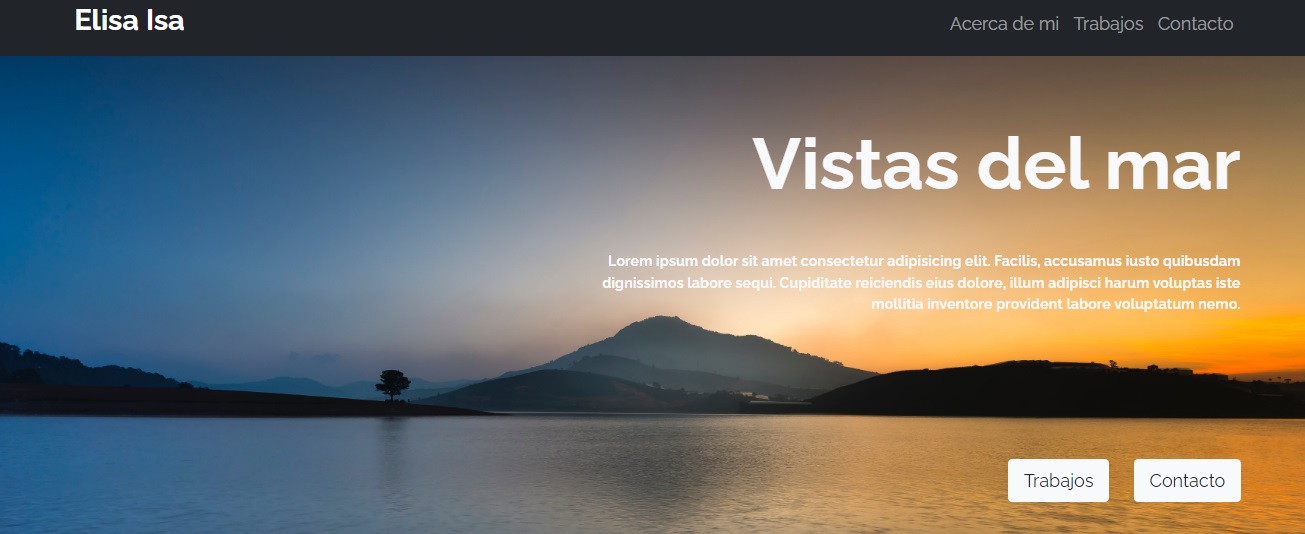 Elisa Isa
Acerca de mi Trabajos Contacto
Vistas del mar
Lorem ipsum dolor sit amet consectetur adipisicing elit. Facilis, accusamus iusto quibusdam
dignissimos labore sequi. Cupiditate reiciendis eius dolore, illum adipisci harum voluptas iste
mollitia inventore provident labore voluptatum nemo.
Trabajos Contacto